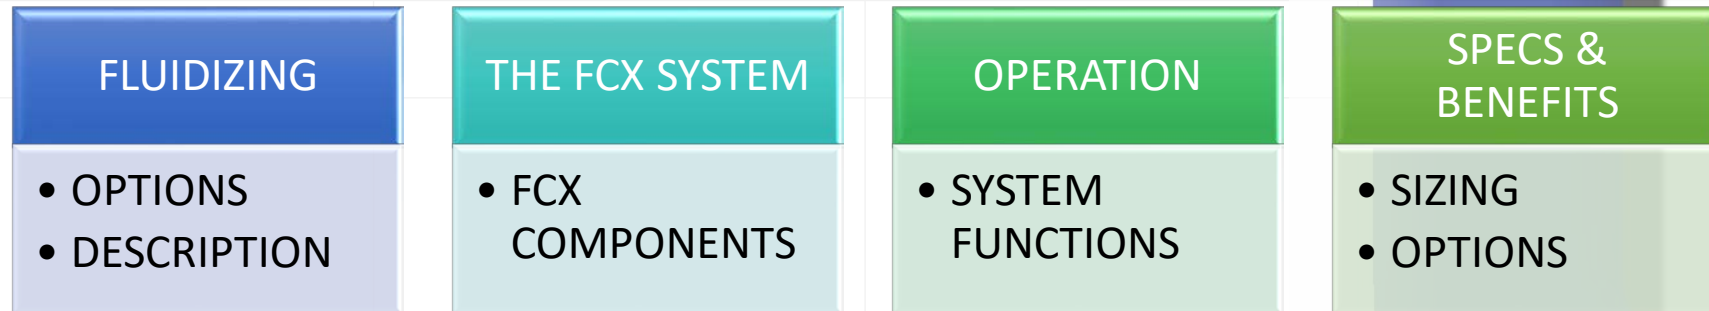 FLUIDIZING
• OPTIONS
• DESCRIPTION
THE FCX SYSTEM
• FCX
COMPONENTS
OPERATION
• SYSTEM
FUNCTIONS
SPECS &
BENEFITS
• SIZING
• OPTIONS